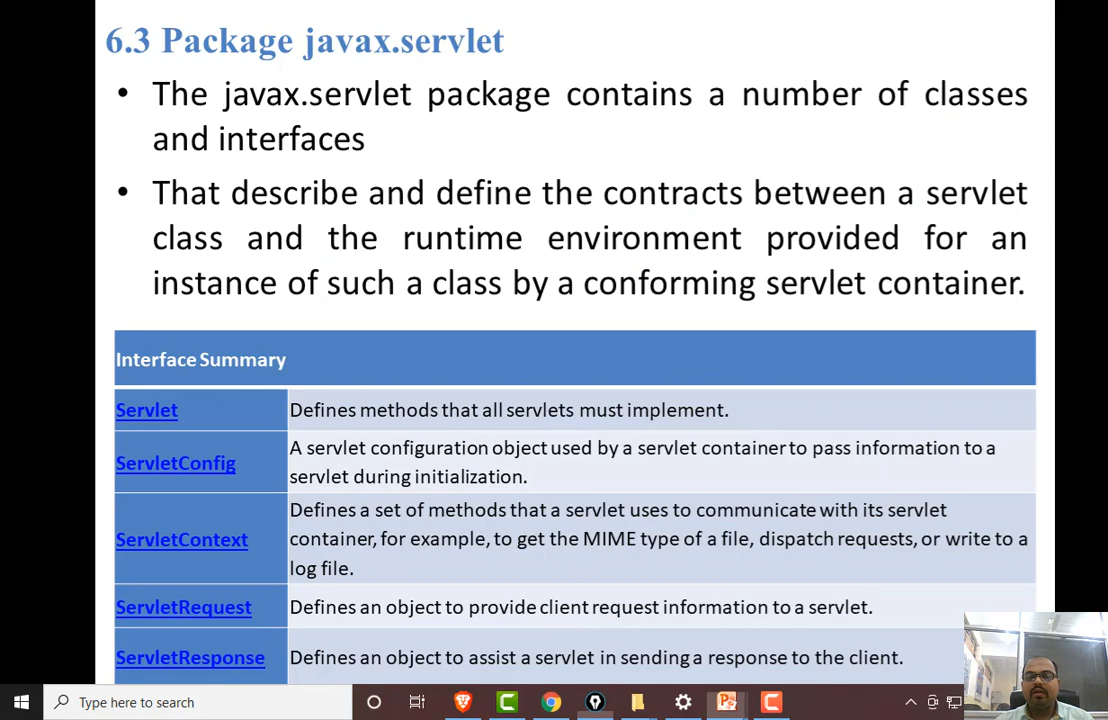 6.3 Package javax.servlet
• The javax.servlet package contains a number of classes
and interfaces
• That describe and define the contracts between a servlet
class and the runtime environment provided for an
instance of such a class by a conforming servlet container.
Interface Summary
Servlet Defines methods that all servlets must implement.
ServletConfig A servlet configuration object used by a servlet container to pass information to a
servlet during initialization.
ServletContext Defines a set of methods that a servlet uses to communicate with its servlet
container, for example, to get the MIME type of a file, dispatch requests, or write to a
log file.
ServletRequest Defines an object to provide client request information to a servlet.
ServletResponse Defines an object to assist a servlet in sending a response to the client.
Type here to search